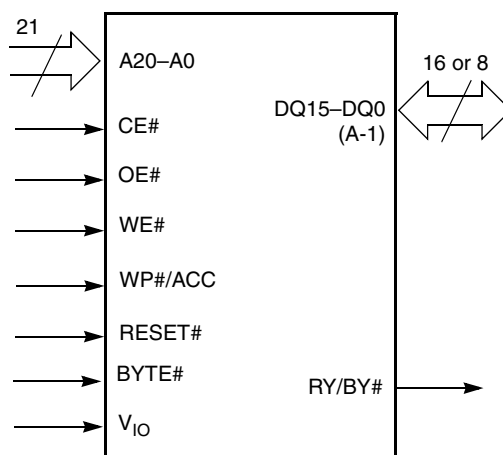 21
A20–A0
16 or 8
CE#
DQ15–DQ0
(A-1)
OE#
WE#
WP#/ACC
RESET#
BYTE#
RY/BY#
VIO